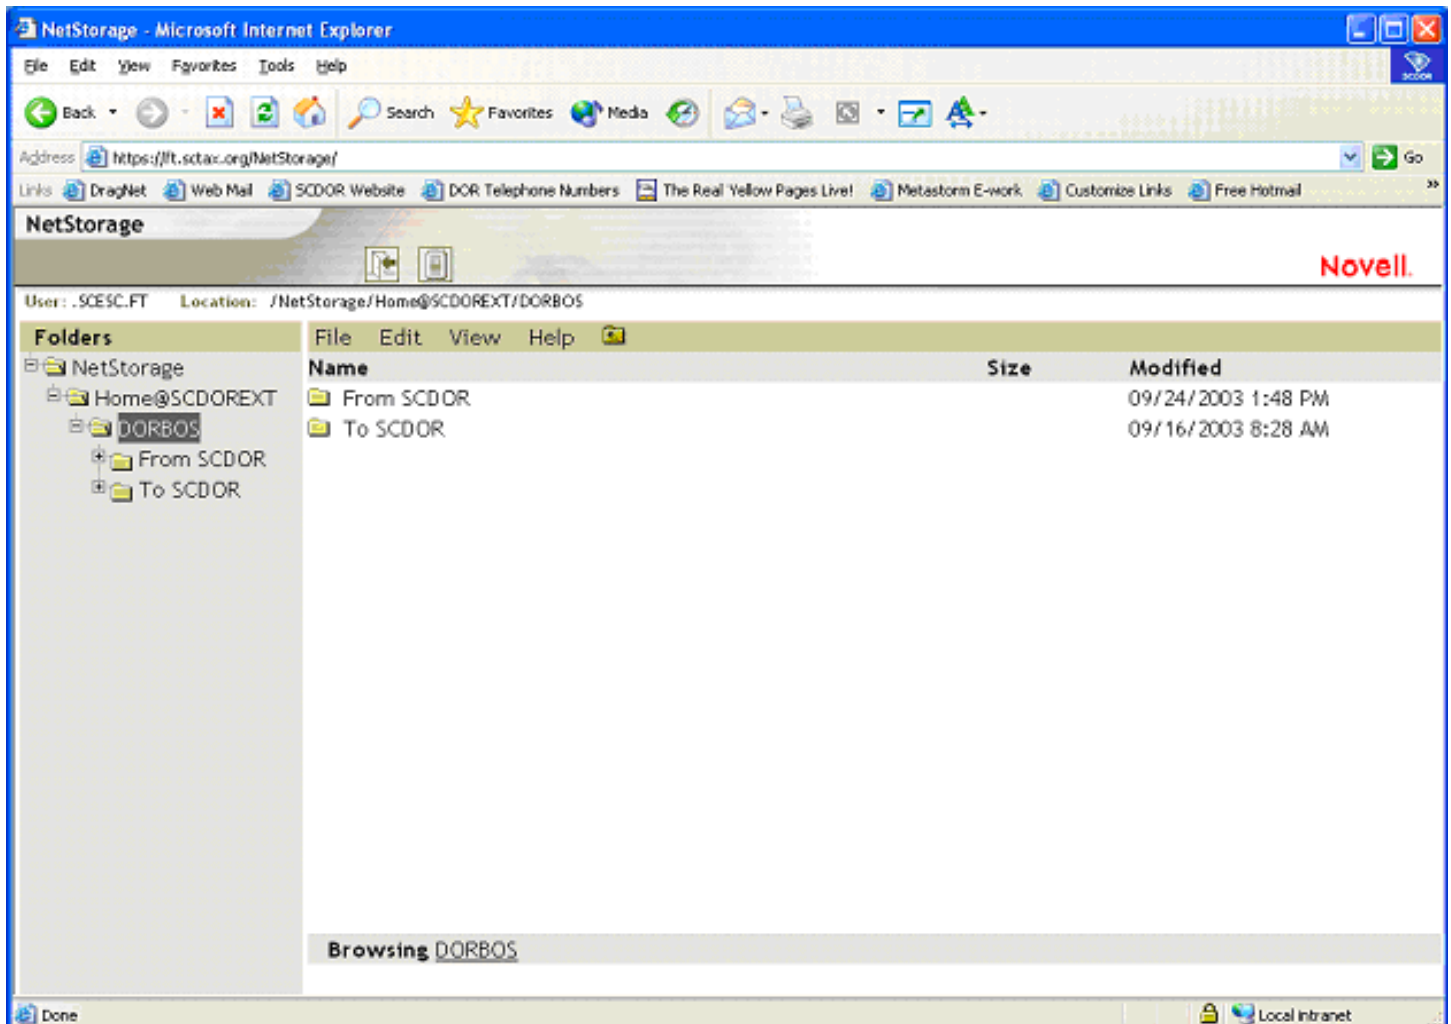 NetStorage - Microsoft Internet Explorer
File Edit View Favorites Tools Help
SCDOR
Back Search Favorites Media
Address https://ft.sctax.org/NetStorage/ Go
Links DragNet Web Mail SCDOR Website DOR Telephone Numbers The Real Yellow Pages Live! Metastorm E-work Customize Links Free Hotmail »
NetStorage
Novell.
User: .SCESC.FT Location: /NetStorage/Home@SCDOREXT/DORBOS
Folders File Edit View Help
NetStorage Name Size Modified
Home@SCDOREXT From SCDOR 09/24/2003 1:48 PM
DORBOS To SCDOR 09/16/2003 8:28 AM
From SCDOR
To SCDOR
Browsing DORBOS
Done Local intranet